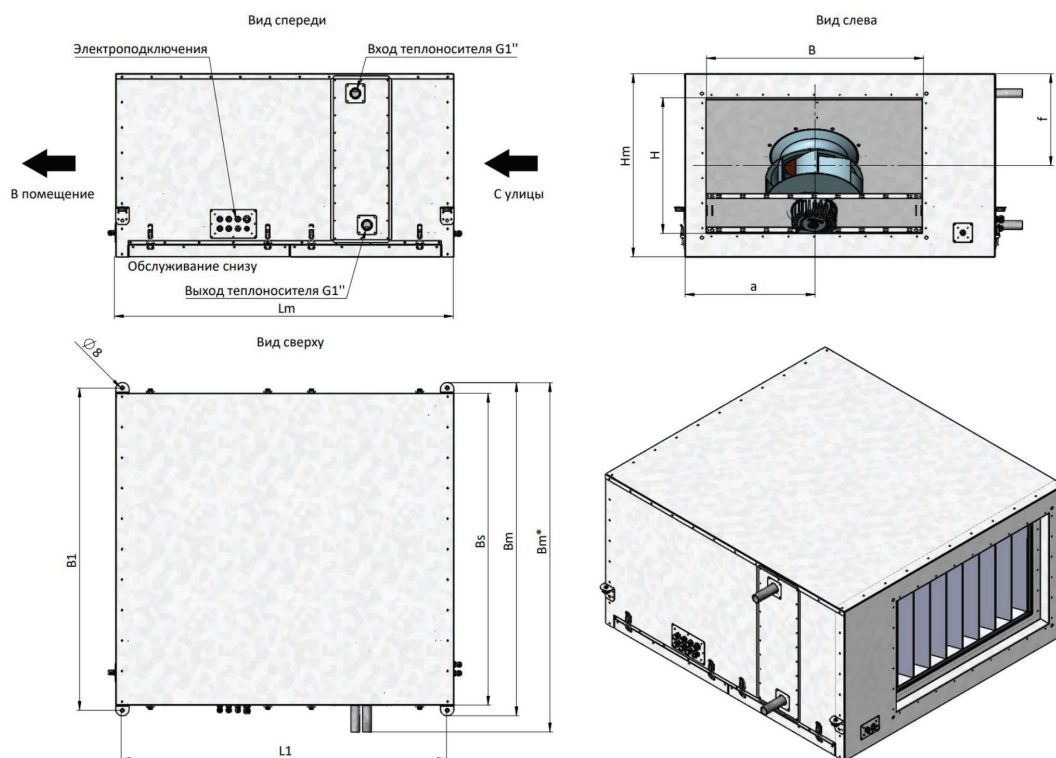 Вид спереди
Вид слева
Электроподключения
Вход теплоносителя G1''
B
f
Hm
H
В помещение
С улицы
Обслуживание снизу
Выход теплоносителя G1''
a
Lm
Вид сверху
∅ 8
B1
Bs
Bm
Bm*
L1